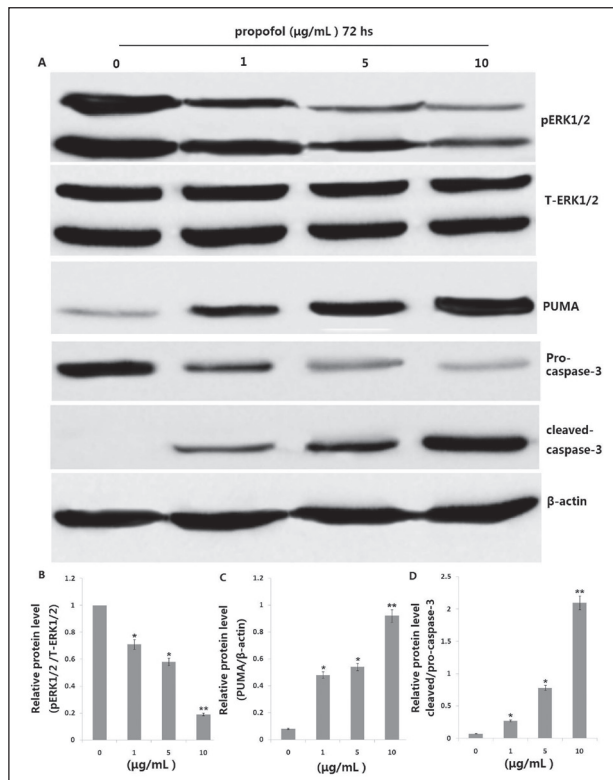 propofol (μg/mL) 72 hs
A 0 1 5 10
pERK1/2
T-ERK1/2
PUMA
Pro-
caspase-3
cleaved-
caspase-3
β-actin
B
Relative protein level
(pERK1/2 /T-ERK1/2)
1.2
1
0.8
0.6
0.4
0.2
0
*
*
**
0 1 5 10
(μg/mL)
C
Relative protein level
(PUMA/β-actin)
1.2
1
0.8
0.6
0.4
0.2
0
*
*
**
0 1 5 10
(μg/mL)
D
Relative protein level
cleaved/pro-caspase-3
2.5
2
1.5
1
0.5
0
*
*
**
0 1 5 10
(μg/mL)